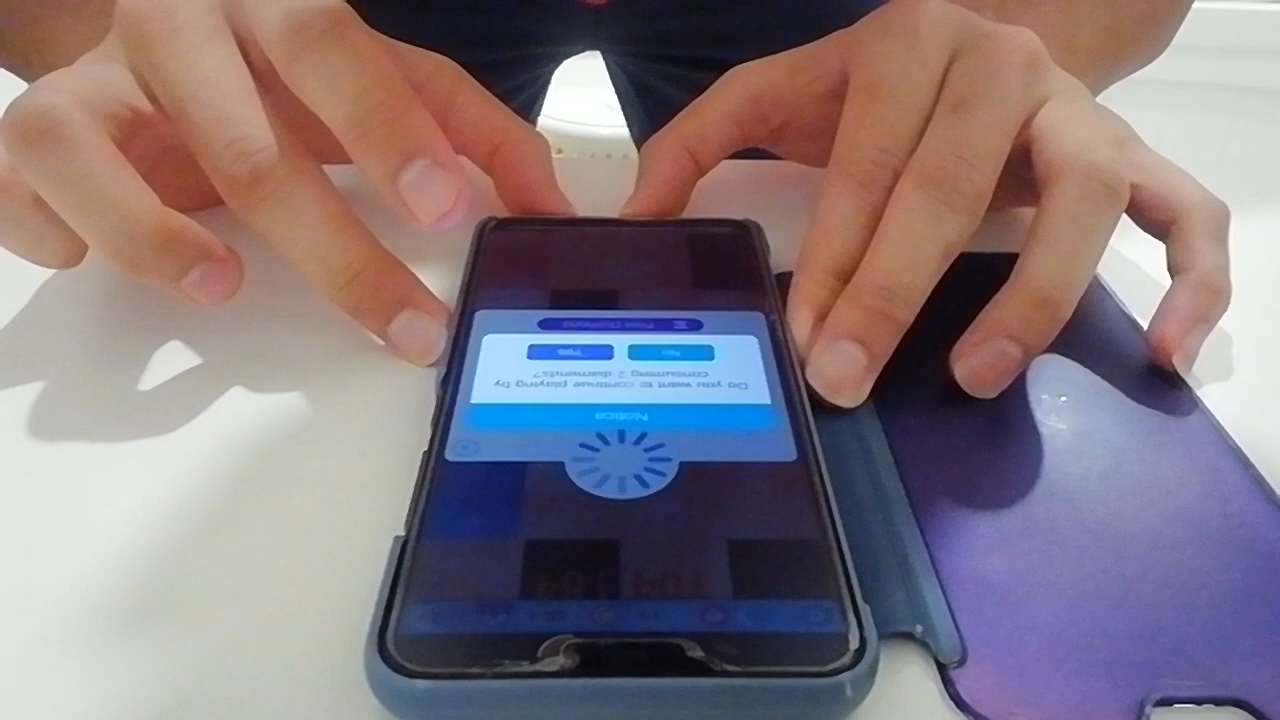 Notice
Do you want to continue playing by
consuming 2 diamonds?
No
Yes
Free Diamond